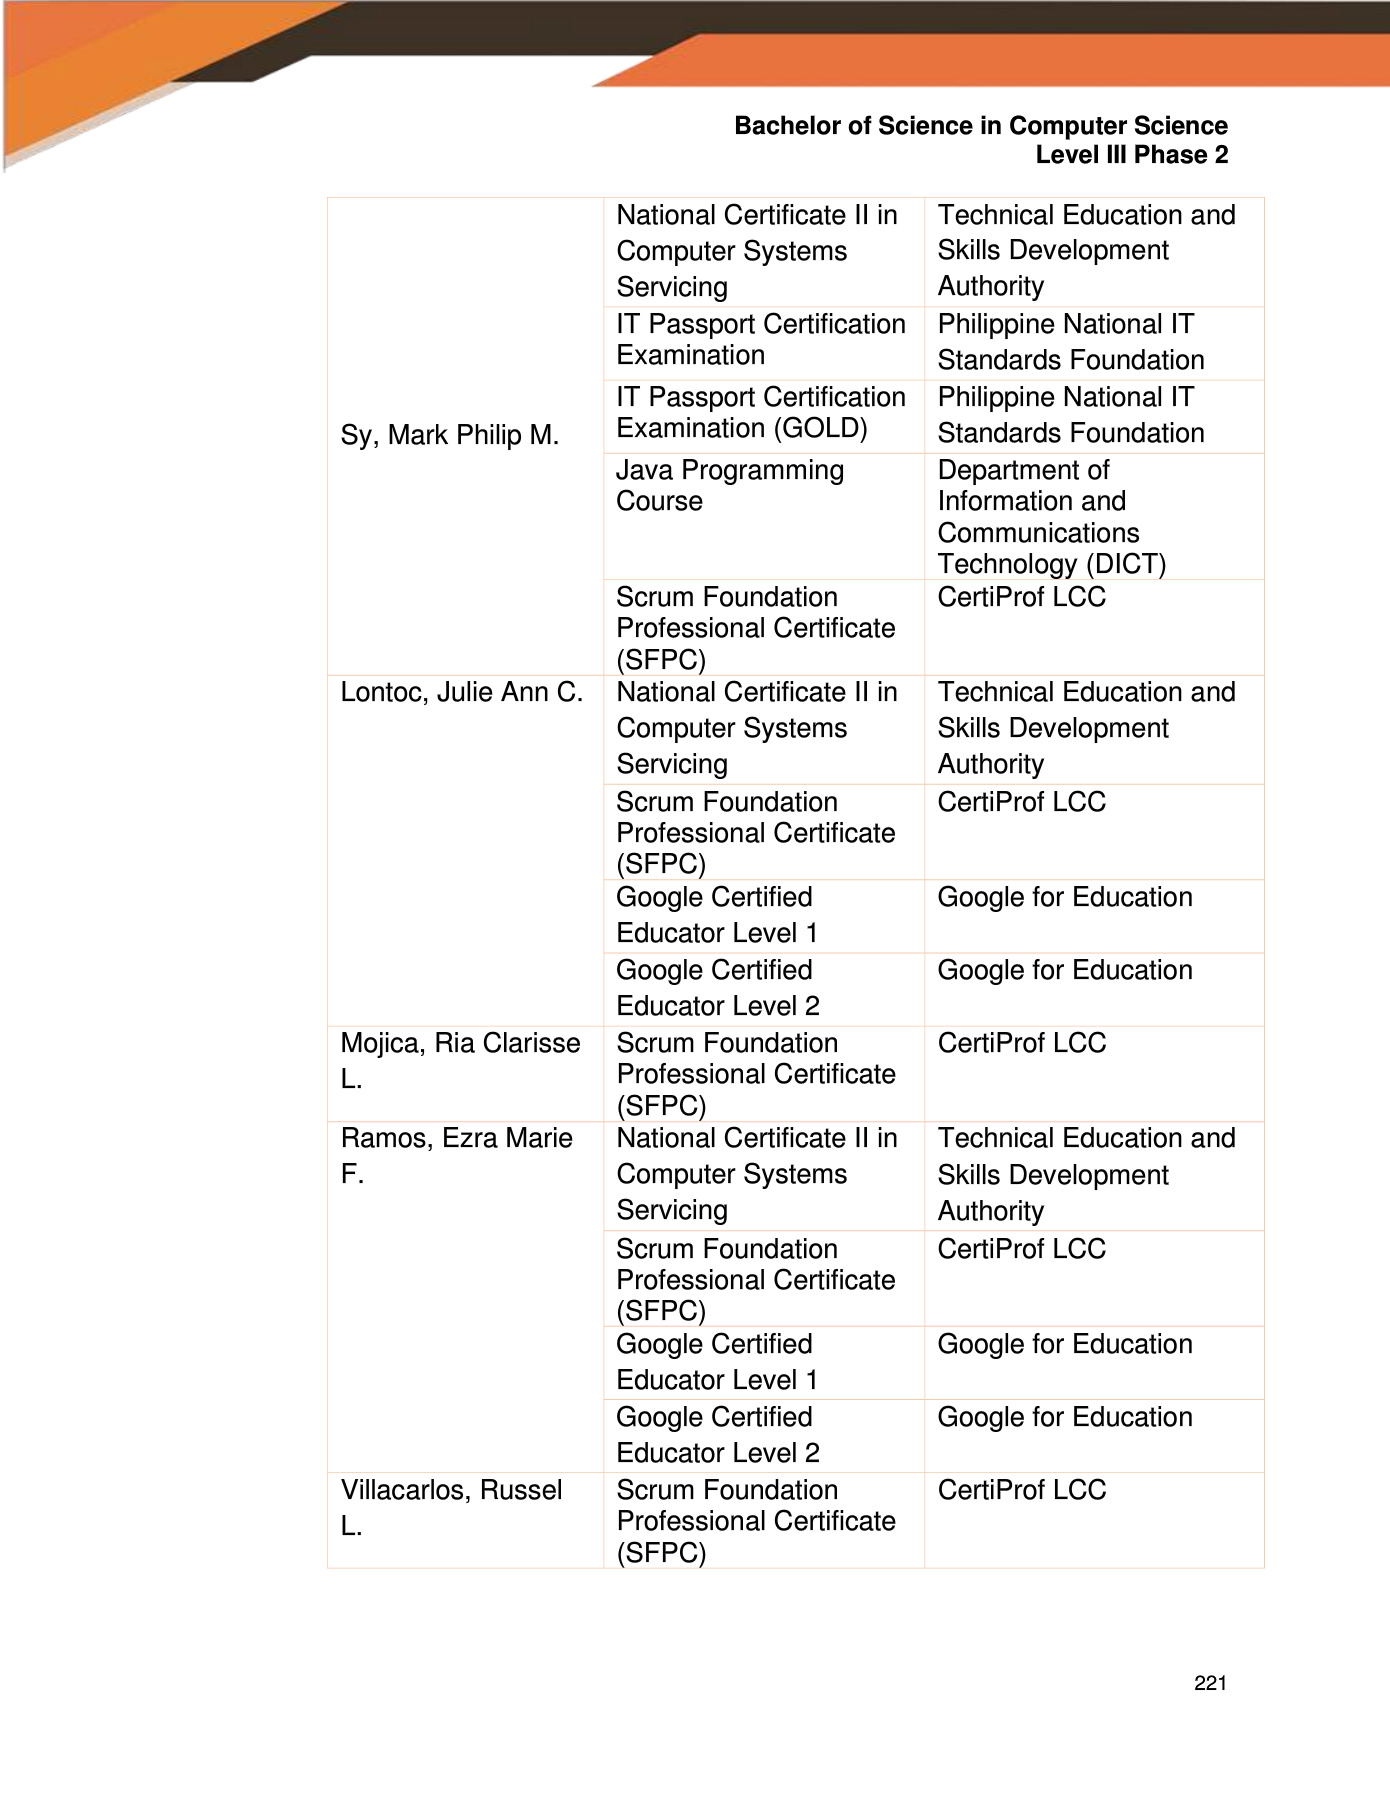 Bachelor of Science in Computer Science
Level III Phase 2
Sy, Mark Philip M.
National Certificate II in
Computer Systems
Servicing
Technical Education and
Skills Development
Authority
IT Passport Certification
Examination
Philippine National IT
Standards Foundation
IT Passport Certification
Examination (GOLD)
Philippine National IT
Standards Foundation
Java Programming
Course
Department of
Information and
Communications
Technology (DICT)
Scrum Foundation
Professional Certificate
(SFPC)
CertiProf LCC
Lontoc, Julie Ann C.
National Certificate II in
Computer Systems
Servicing
Technical Education and
Skills Development
Authority
Scrum Foundation
Professional Certificate
(SFPC)
CertiProf LCC
Google Certified
Educator Level 1
Google for Education
Google Certified
Educator Level 2
Google for Education
Mojica, Ria Clarisse
L.
Scrum Foundation
Professional Certificate
(SFPC)
CertiProf LCC
Ramos, Ezra Marie
F.
National Certificate II in
Computer Systems
Servicing
Technical Education and
Skills Development
Authority
Scrum Foundation
Professional Certificate
(SFPC)
CertiProf LCC
Google Certified
Educator Level 1
Google for Education
Google Certified
Educator Level 2
Google for Education
Villacarlos, Russel
L.
Scrum Foundation
Professional Certificate
(SFPC)
CertiProf LCC
221